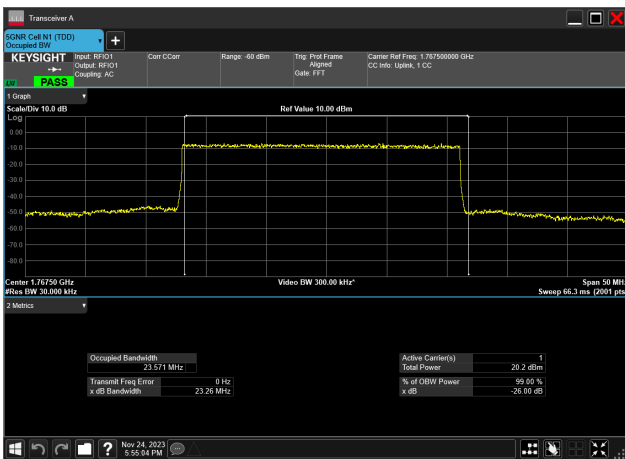 Transceiver A
5GNR Cell N1 (TDD)
Occupied BW
KEYSIGHT
Input: RFIO1
Output: RFIO1
Coupling: AC
Corr CCorr
Range: -60 dBm
Trig: Prot Frame
Aligned
Gate: FFT
Carrier Ref Freq: 1.767500000 GHz
CC Info: Uplink, 1 CC
PASS
1 Graph
Scale/Div 10.0 dB
Ref Value 10.00 dBm
Log
0.00
-10.0
-20.0
-30.0
-40.0
-50.0
-60.0
-70.0
-80.0
Center 1.76750 GHz
Video BW 300.00 kHz*
Span 50 MHz
#Res BW 30.000 kHz
Sweep 66.3 ms (2001 pts
2 Metrics
Occupied Bandwidth
23.571 MHz
Active Carrier(s) 1
Total Power 20.2 dBm
Transmit Freq Error 0 Hz
x dB Bandwidth 23.26 MHz
% of OBW Power 99.00 %
x dB -26.00 dB
Nov 24, 2023
5:55:04 PM